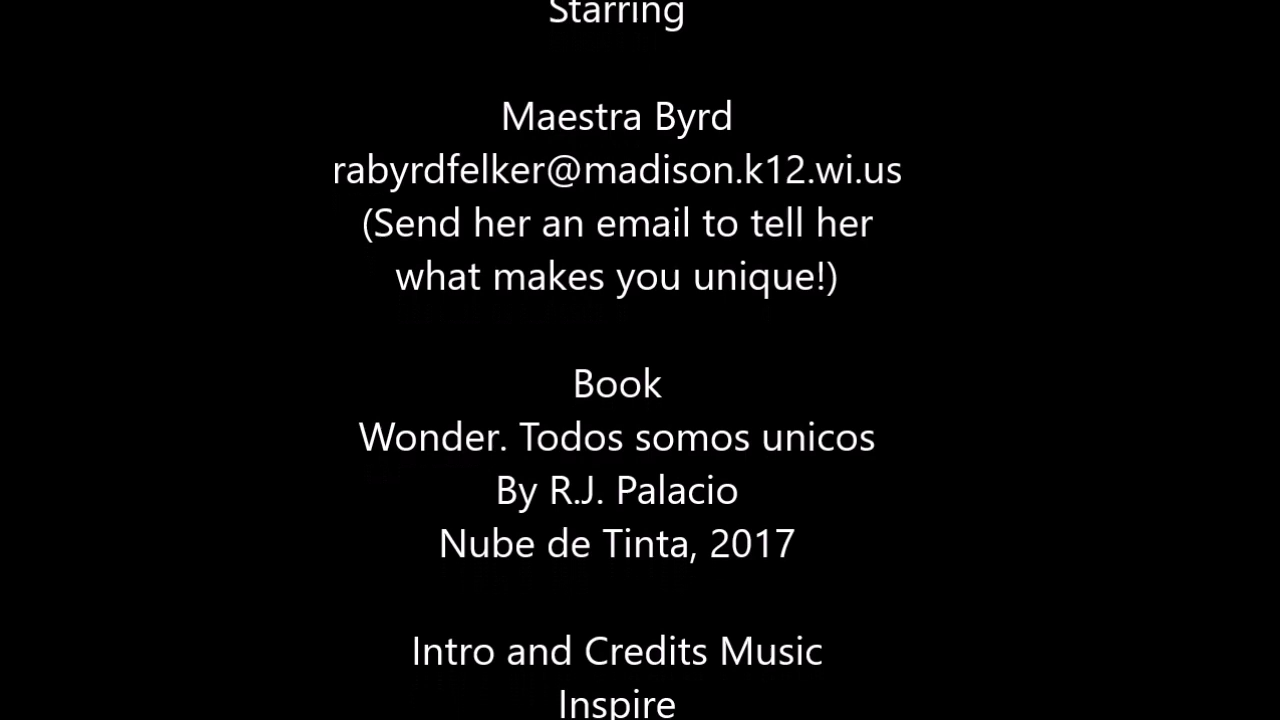 Starring
Maestra Byrd
rabyrdfelker@madison.k12.wi.us
(Send her an email to tell her
what makes you unique!)
Book
Wonder. Todos somos unicos
By R.J. Palacio
Nube de Tinta, 2017
Intro and Credits Music
Inspire